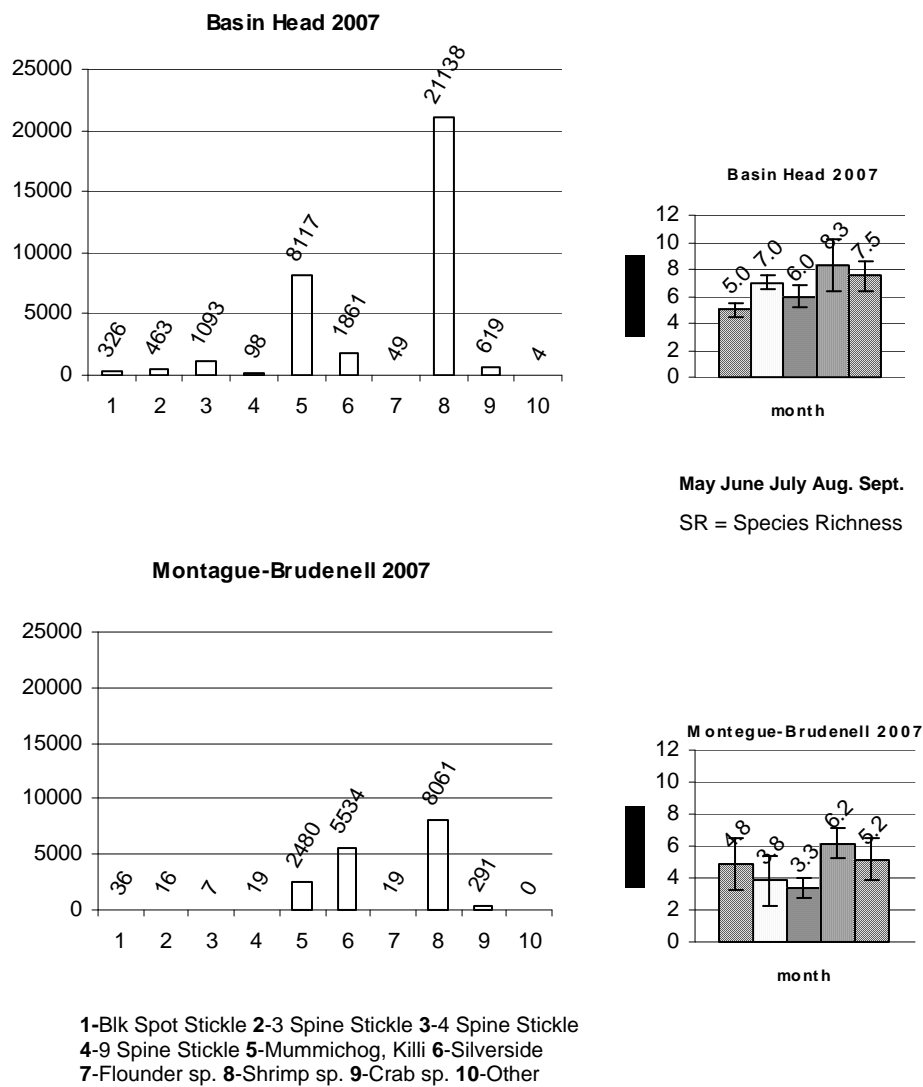 Basin Head 2007
25000
20000
15000
10000
5000
0
326 463 1093 98 8117 1861 49 21138 619 4
1 2 3 4 5 6 7 8 9 10
Basin Head 2007
12
10
8
6
4
2
0
5.0 7.0 6.0 8.3 7.5
month
May June July Aug. Sept.
SR = Species Richness
Montague-Brudenell 2007
25000
20000
15000
10000
5000
0
36 16 7 19 2480 5534 19 8061 291 0
1 2 3 4 5 6 7 8 9 10
Montegue-Brudenell 2007
12
10
8
6
4
2
0
4.8 3.8 3.3 6.2 5.2
month
1-Blk Spot Stickle 2-3 Spine Stickle 3-4 Spine Stickle
4-9 Spine Stickle 5-Mummichog, Killi 6-Silverside
7-Flounder sp. 8-Shrimp sp. 9-Crab sp. 10-Other